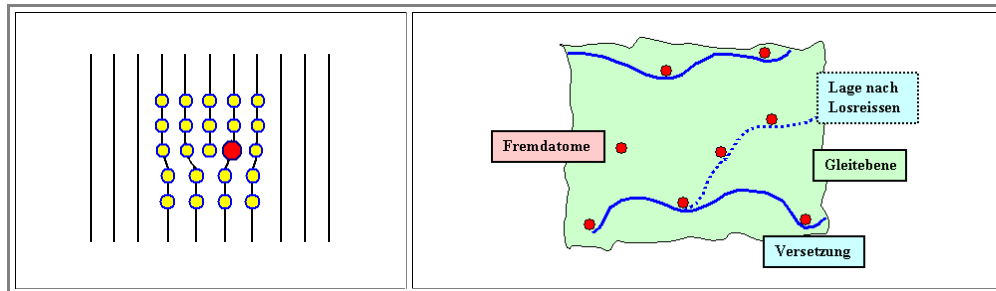 Lage nach
Losreissen
Fremdatome
Gleitebene
Versetzung